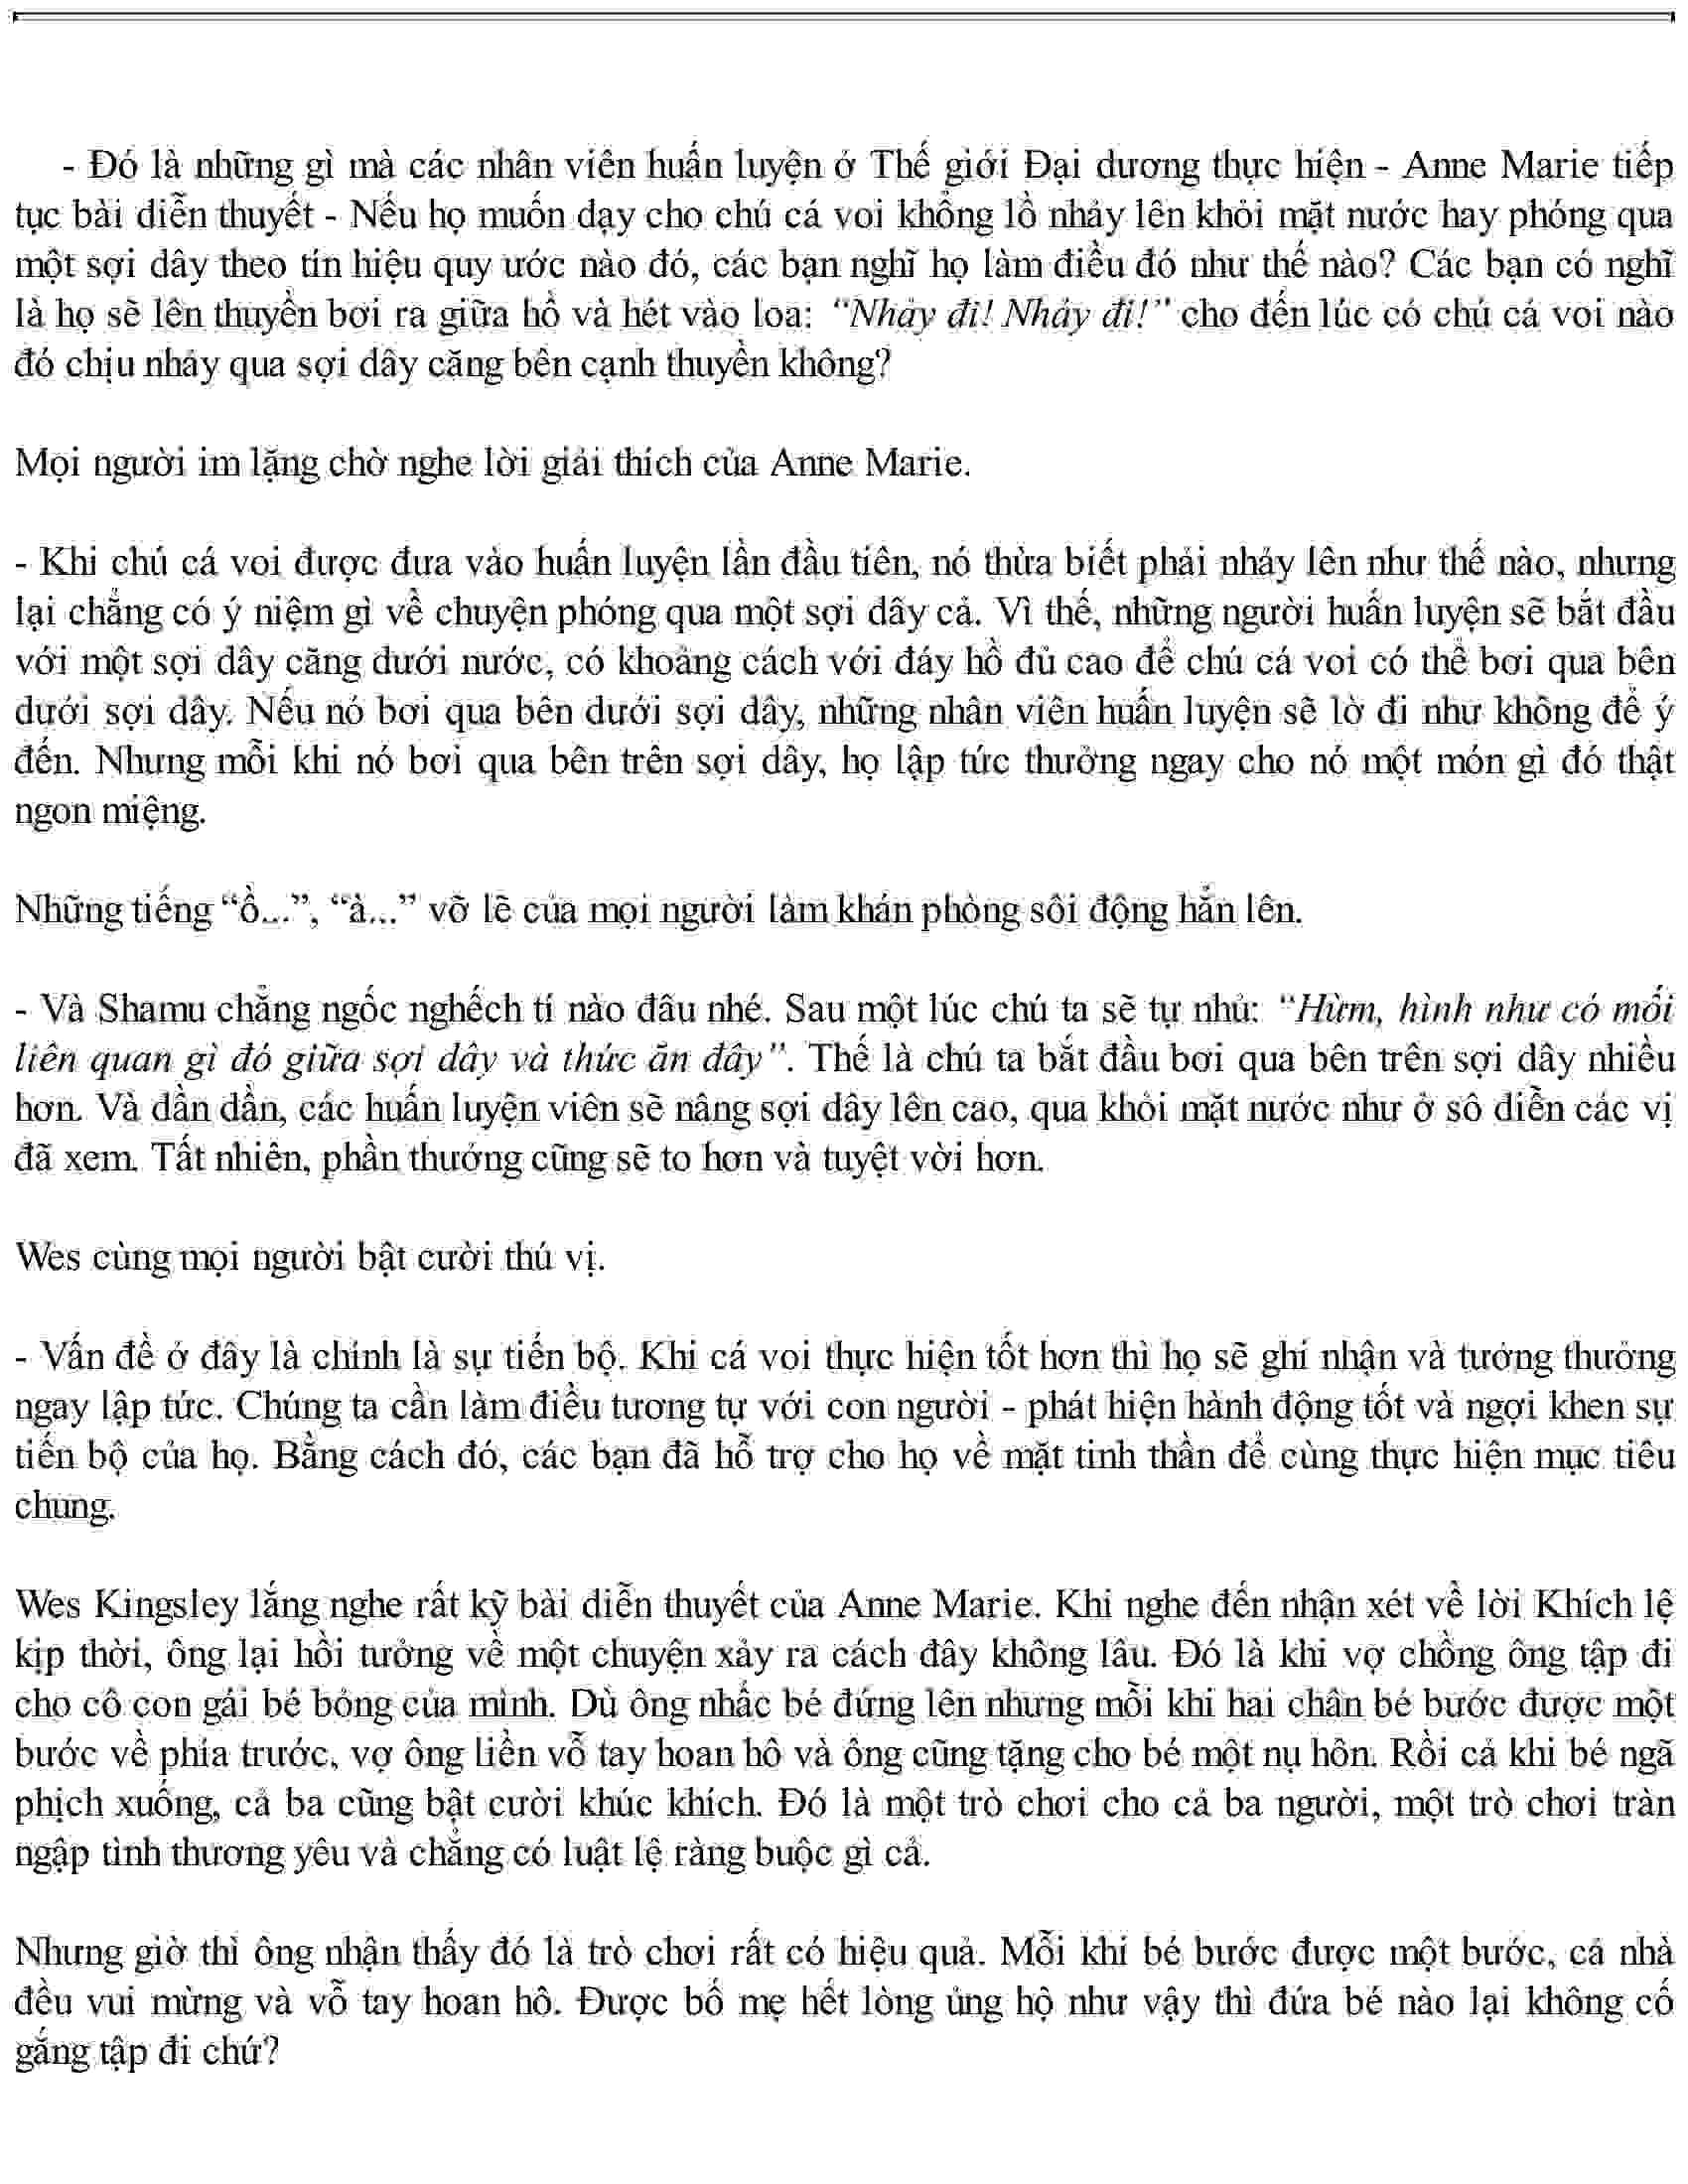 - Đó là những gì mà các nhân viên huấn luyện ở Thế giới Đại dương thực hiện - Anne Marie tiếp
tục bài diễn thuyết - Nếu họ muốn dạy cho chú cá voi khổng lồ nhảy lên khỏi mặt nước hay phóng qua
một sợi dây theo tín hiệu quy ước nào đó, các bạn nghĩ họ làm điều đó như thế nào? Các bạn có nghĩ
là họ sẽ lên thuyền bơi ra giữa hồ và hét vào loa: “Nhảy đi! Nhảy đi!” cho đến lúc có chú cá voi nào
đó chịu nhảy qua sợi dây căng bên cạnh thuyền không?
Mọi người im lặng chờ nghe lời giải thích của Anne Marie.
- Khi chú cá voi được đưa vào huấn luyện lần đầu tiên, nó thừa biết phải nhảy lên như thế nào, nhưng
lại chẳng có ý niệm gì về chuyện phóng qua một sợi dây cả. Vì thế, những người huấn luyện sẽ bắt đầu
với một sợi dây căng dưới nước, có khoảng cách với đáy hồ đủ cao để chú cá voi có thể bơi qua bên
dưới sợi dây. Nếu nó bơi qua bên dưới sợi dây, những nhân viên huấn luyện sẽ lờ đi như không để ý
đến. Nhưng mỗi khi nó bơi qua bên trên sợi dây, họ lập tức thưởng ngay cho nó một món gì đó thật
ngon miệng.
Những tiếng “ồ...”, “à...” vỡ lẽ của mọi người làm khán phòng sôi động hẳn lên.
- Và Shamu chẳng ngốc nghếch tí nào đâu nhé. Sau một lúc chú ta sẽ tự nhủ: “Hừm, hình như có mối
liên quan gì đó giữa sợi dây và thức ăn đây”. Thế là chú ta bắt đầu bơi qua bên trên sợi dây nhiều
hơn. Và dần dần, các huấn luyện viên sẽ nâng sợi dây lên cao, qua khỏi mặt nước như ở sô diễn các vị
đã xem. Tất nhiên, phần thưởng cũng sẽ to hơn và tuyệt vời hơn.
Wes cùng mọi người bật cười thú vị.
- Vấn đề ở đây là chính là sự tiến bộ. Khi cá voi thực hiện tốt hơn thì họ sẽ ghi nhận và tưởng thưởng
ngay lập tức. Chúng ta cần làm điều tương tự với con người - phát hiện hành động tốt và ngợi khen sự
tiến bộ của họ. Bằng cách đó, các bạn đã hỗ trợ cho họ về mặt tinh thần để cùng thực hiện mục tiêu
chung.
Wes Kingsley lắng nghe rất kỹ bài diễn thuyết của Anne Marie. Khi nghe đến nhận xét về lời Khích lệ
kịp thời, ông lại hồi tưởng về một chuyện xảy ra cách đây không lâu. Đó là khi vợ chồng ông tập đi
cho cô con gái bé bỏng của mình. Dù ông nhấc bé đứng lên nhưng mỗi khi hai chân bé bước được một
bước về phía trước, vợ ông liền vỗ tay hoan hô và ông cũng tặng cho bé một nụ hôn. Rồi cả khi bé ngã
phịch xuống, cả ba cũng bật cười khúc khích. Đó là một trò chơi cho cả ba người, một trò chơi tràn
ngập tình thương yêu và chẳng có luật lệ ràng buộc gì cả.
Nhưng giờ thì ông nhận thấy đó là trò chơi rất có hiệu quả. Mỗi khi bé bước được một bước, cả nhà
đều vui mừng và vỗ tay hoan hô. Được bố mẹ hết lòng ủng hộ như vậy thì đứa bé nào lại không cố
gắng tập đi chứ?